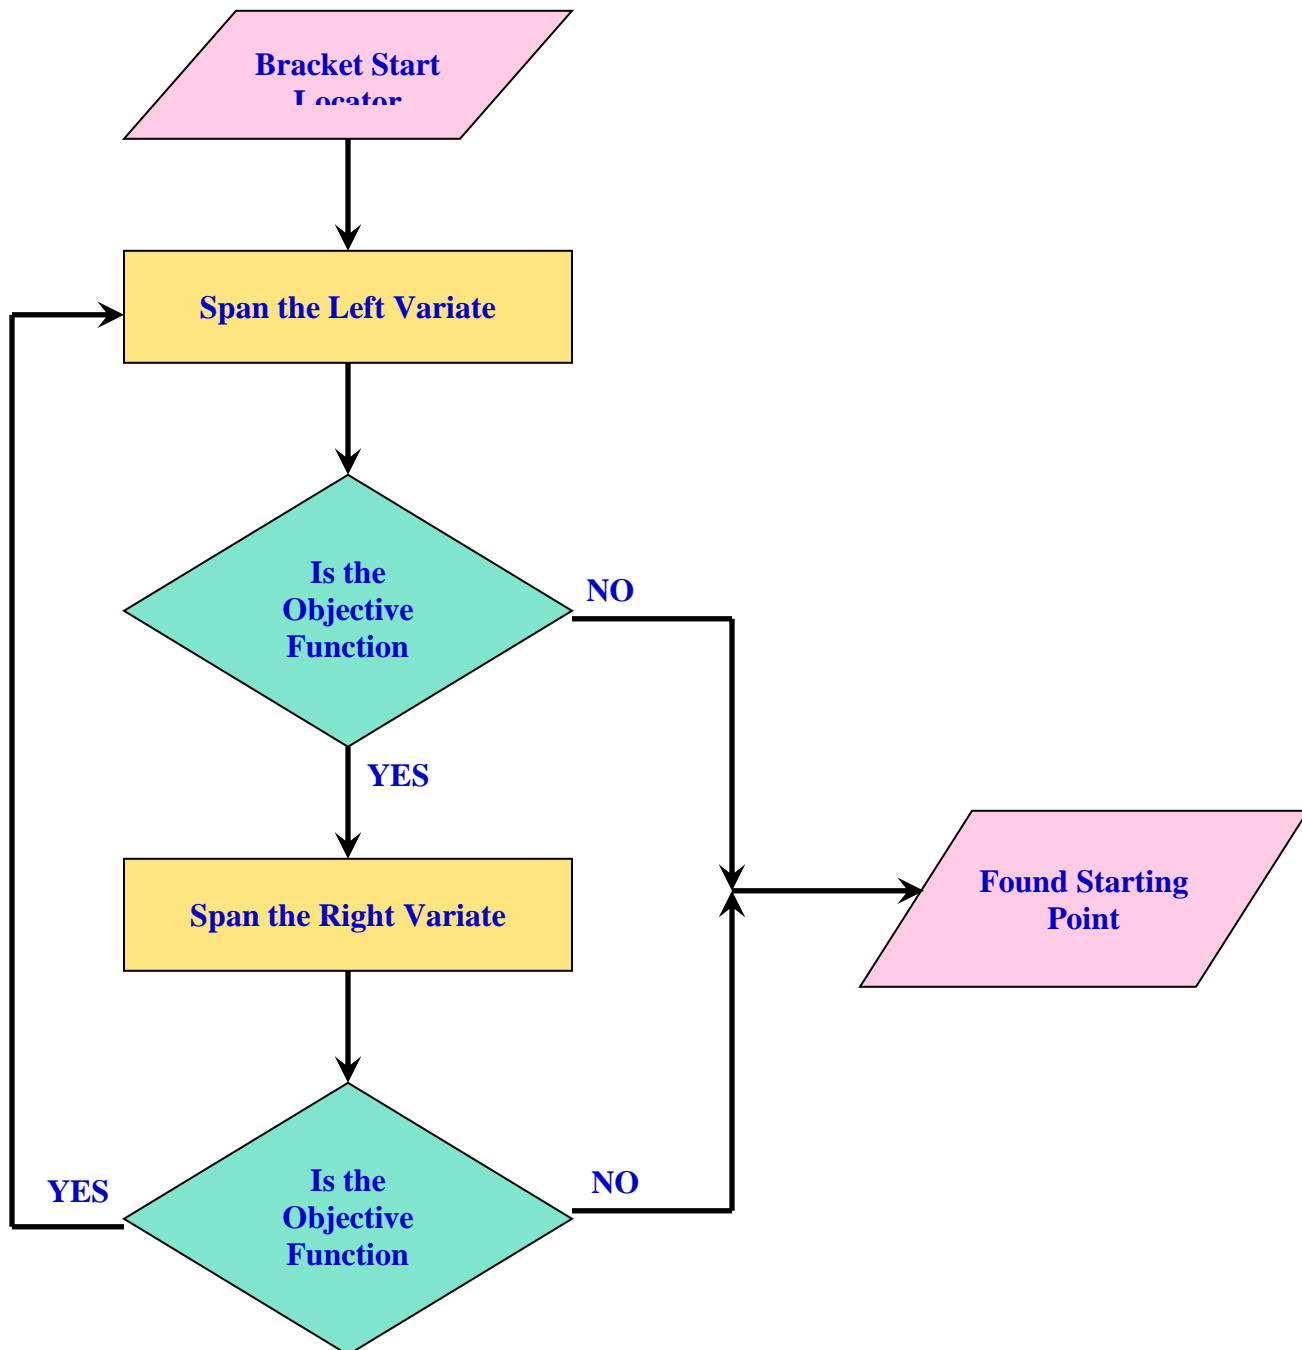 Bracket Start
Locator
Span the Left Variate
Is the
Objective
Function
NO
YES
Span the Right Variate
Found Starting
Point
Is the
Objective
Function
YES
NO